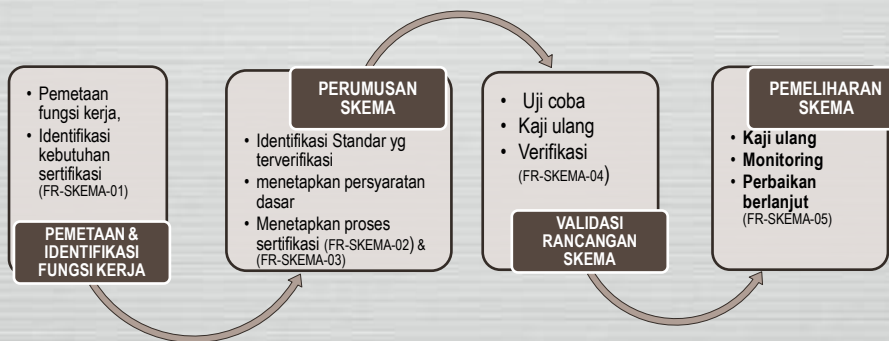 • Pemetaan
fungsi kerja,
• Identifikasi
kebutuhan
sertifikasi
(FR-SKEMA-01)
PEMETAAN &
IDENTIFIKASI
FUNGSI KERJA
PERUMUSAN
SKEMA
• Identifikasi Standar yg
terverifikasi
• menetapkan persyaratan
dasar
• Menetapkan proses
sertifikasi (FR-SKEMA-02) &
(FR-SKEMA-03)
• Uji coba
• Kaji ulang
• Verifikasi
(FR-SKEMA-04)
VALIDASI
RANCANGAN
SKEMA
PEMELIHARAN
SKEMA
• Kaji ulang
• Monitoring
• Perbaikan
berlanjut
(FR-SKEMA-05)